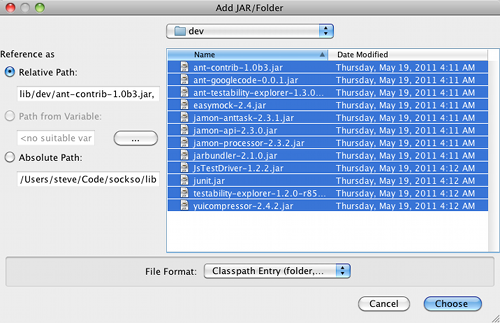 Add JAR/Folder
dev
Reference as
Relative Path:
lib/dev/ant-contrib-1.0b3.jar,
Path from Variable:
<no suitable var
...
Absolute Path:
/Users/steve/Code/sockso/lib
Name Date Modified
ant-contrib-1.0b3.jar Thursday, May 19, 2011 4:11 AM
ant-googlecode-0.0.1.jar Thursday, May 19, 2011 4:11 AM
ant-testability-explorer-1.3.0... Thursday, May 19, 2011 4:11 AM
easymock-2.4.jar Thursday, May 19, 2011 4:11 AM
jamon-anttask-2.3.1.jar Thursday, May 19, 2011 4:11 AM
jamon-api-2.3.0.jar Thursday, May 19, 2011 4:11 AM
jamon-processor-2.3.2.jar Thursday, May 19, 2011 4:11 AM
jarbundler-2.1.0.jar Thursday, May 19, 2011 4:11 AM
JsTestDriver-1.2.2.jar Thursday, May 19, 2011 4:12 AM
junit.jar Thursday, May 19, 2011 4:11 AM
testability-explorer-1.2.0-r85... Thursday, May 19, 2011 4:12 AM
yuicompressor-2.4.2.jar Thursday, May 19, 2011 4:12 AM
File Format: Classpath Entry (folder,...
Cancel Choose